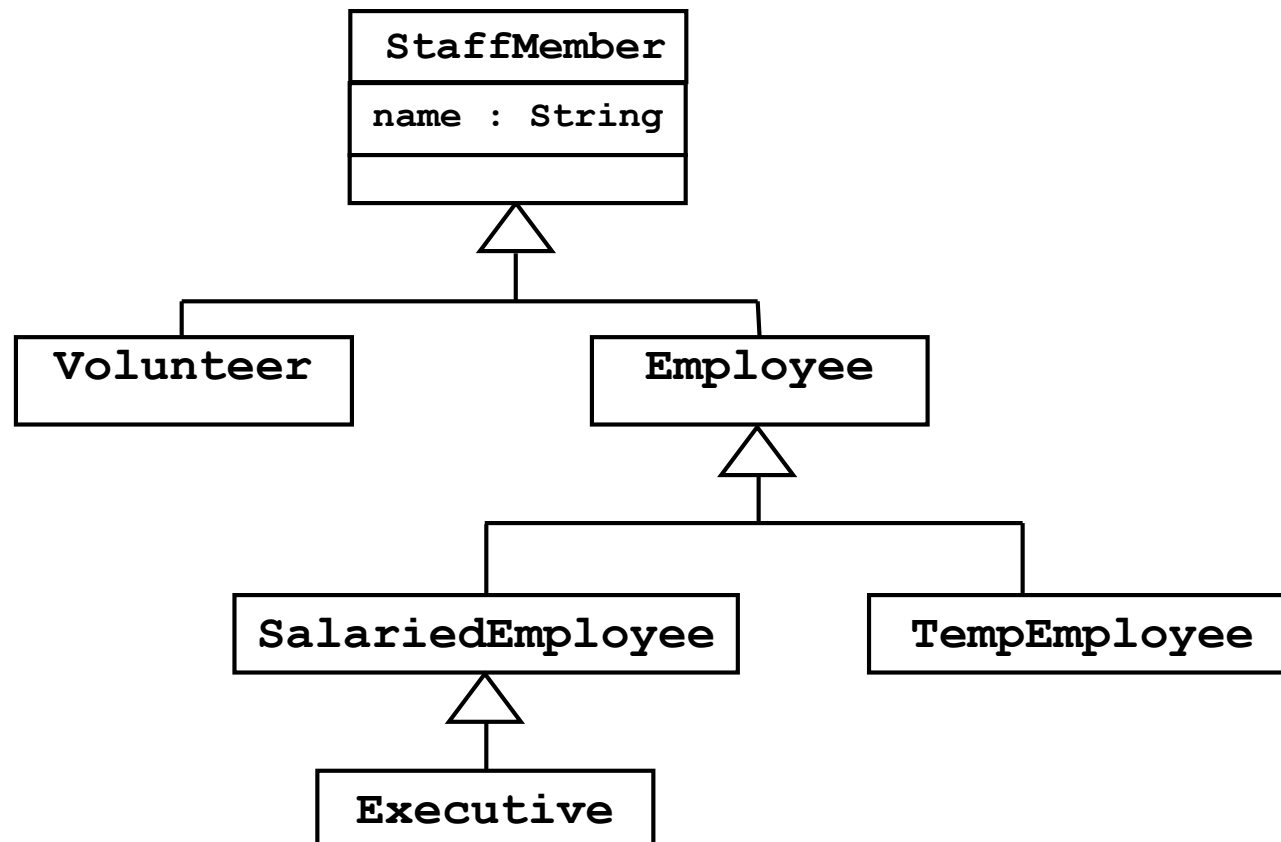 StaffMember
name : String
Volunteer
Employee
SalariedEmployee
TempEmployee
Executive